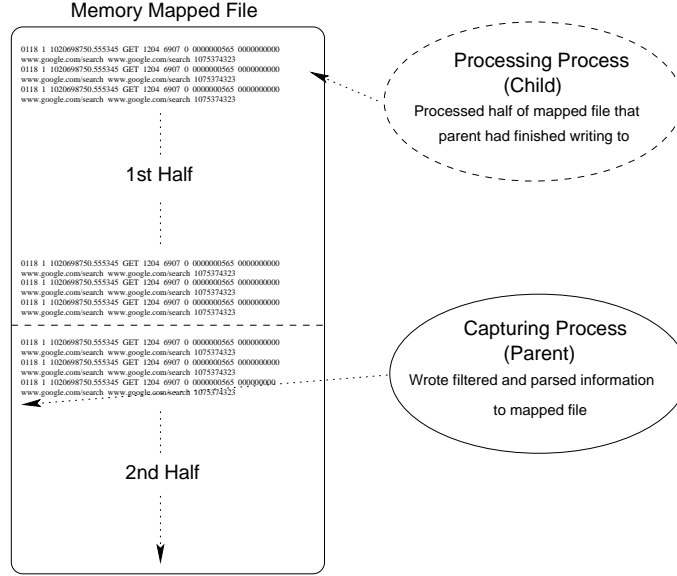 Memory Mapped File
0118 1 1020698750.555345 GET 1204 6907 0 0000000565 0000000000
www.google.com/search www.google.com/search 1075374323
0118 1 1020698750.555345 GET 1204 6907 0 0000000565 0000000000
www.google.com/search www.google.com/search 1075374323
0118 1 1020698750.555345 GET 1204 6907 0 0000000565 0000000000
www.google.com/search www.google.com/search 1075374323
1st Half
0118 1 1020698750.555345 GET 1204 6907 0 0000000565 0000000000
www.google.com/search www.google.com/search 1075374323
0118 1 1020698750.555345 GET 1204 6907 0 0000000565 0000000000
www.google.com/search www.google.com/search 1075374323
0118 1 1020698750.555345 GET 1204 6907 0 0000000565 0000000000
www.google.com/search www.google.com/search 1075374323
0118 1 1020698750.555345 GET 1204 6907 0 0000000565 0000000000
www.google.com/search www.google.com/search 1075374323
0118 1 1020698750.555345 GET 1204 6907 0 0000000565 0000000000
www.google.com/search www.google.com/search 1075374323
0118 1 1020698750.555345 GET 1204 6907 0 0000000565 0000000000
www.google.com/search www.google.com/search 1075374323
2nd Half
Processing Process
(Child)
Processed half of mapped file that
parent had finished writing to
Capturing Process
(Parent)
Wrote filtered and parsed information
to mapped file